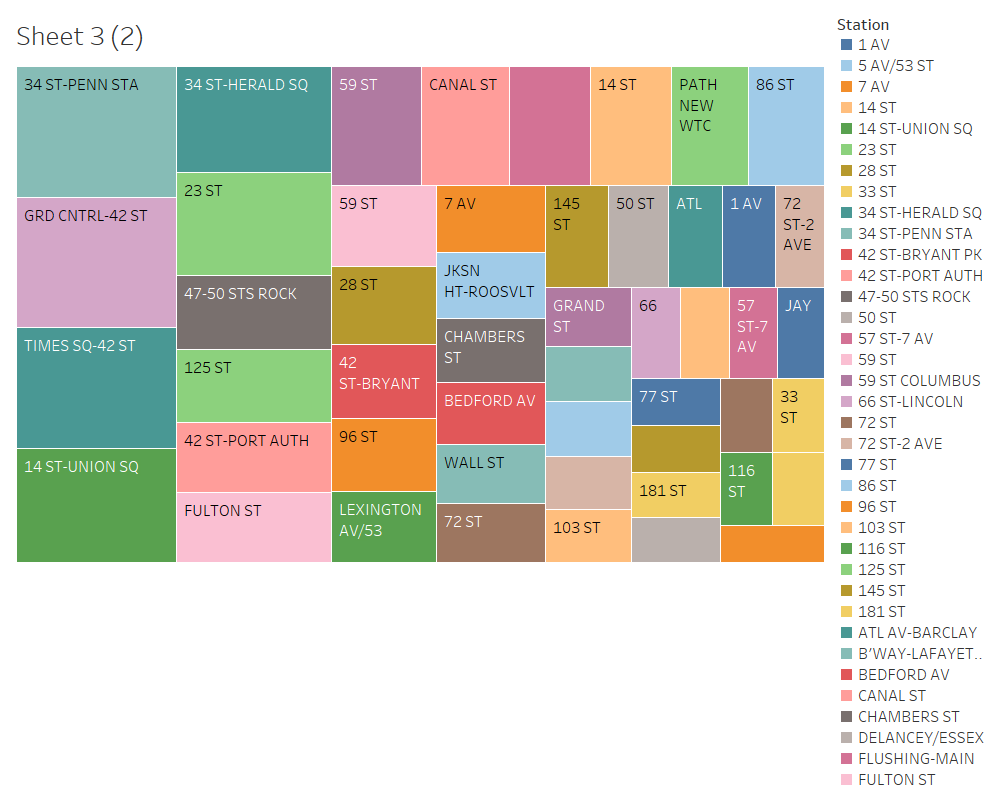 Sheet 3 (2)
34 ST-PENN STA
GRD CNTRL-42 ST
TIMES SQ-42 ST
14 ST-UNION SQ
34 ST-HERALD SQ
23 ST
47-50 STS ROCK
125 ST
42 ST-PORT AUTH
FULTON ST
59 ST
CANAL ST
14 ST
PATH
NEW
WTC
86 ST
59 ST
28 ST
42
ST-BRYANT
96 ST
LEXINGTON
AV/53
7 AV
JKSN
HT-ROOSVLT
CHAMBERS
ST
BEDFORD AV
WALL ST
72 ST
145
ST
50 ST
ATL
1 AV
72
ST-2
AVE
GRAND
ST
103 ST
66
57
ST-7
AV
JAY
77 ST
181 ST
33
ST
116
ST
Station
1 AV
5 AV/53 ST
7 AV
14 ST
14 ST-UNION SQ
23 ST
28 ST
33 ST
34 ST-HERALD SQ
34 ST-PENN STA
42 ST-BRYANT PK
42 ST-PORT AUTH
47-50 STS ROCK
50 ST
57 ST-7 AV
59 ST
59 ST COLUMBUS
66 ST-LINCOLN
72 ST
72 ST-2 AVE
77 ST
86 ST
96 ST
103 ST
116 ST
125 ST
145 ST
181 ST
ATL AV-BARCLAY
B'WAY-LAFAYET..
BEDFORD AV
CANAL ST
CHAMBERS ST
DELANCEY/ESSEX
FLUSHING-MAIN
FULTON ST